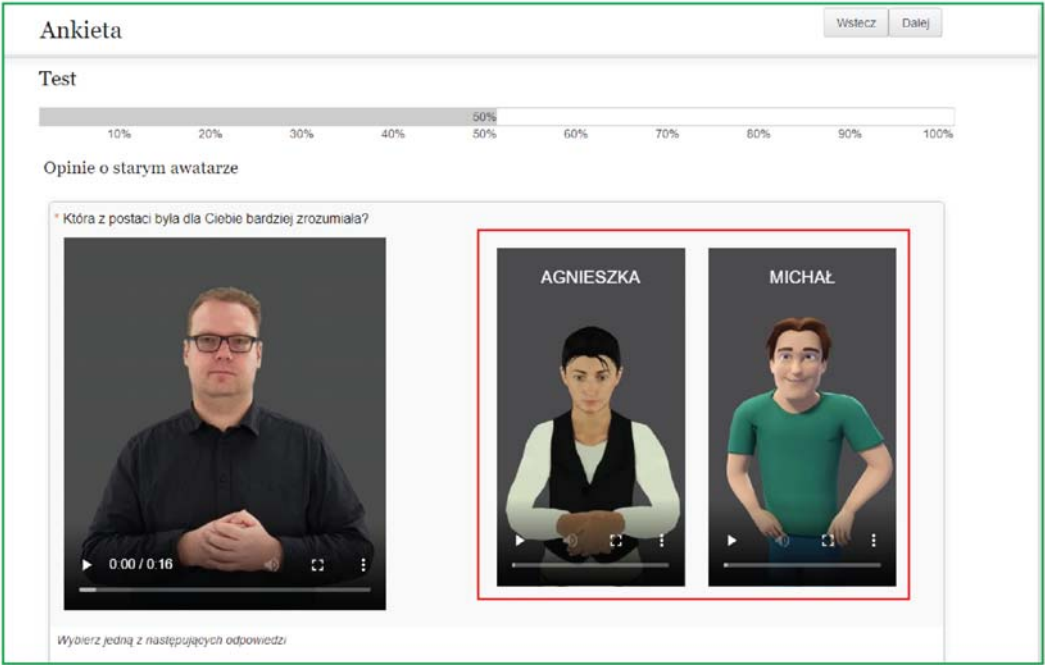 Ankieta
Wstecz Dalej
Test
50%
10% 20% 30% 40% 50% 60% 70% 80% 90% 100%
Opinie o starym awatarze
* Która z postaci była dla Ciebie bardziej zrozumiała?
AGNIESZKA MICHAŁ
0:00 / 0:16
Wybierz jedną z następujących odpowiedzi